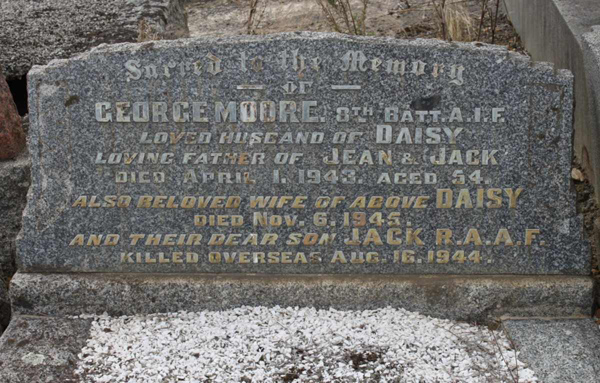 Sacred to the Memory
— OF —
GEORGE MOORE. 8TH BATT. A.I.F.
LOVED HUSBAND OF DAISY
LOVING FATHER OF JEAN & JACK
DIED APRIL 1. 1943. AGED 54.
ALSO BELOVED WIFE OF ABOVE DAISY
DIED NOV. 6. 1945.
AND THEIR DEAR SON JACK R.A.A.F.
KILLED OVERSEAS AUG. 16. 1944.